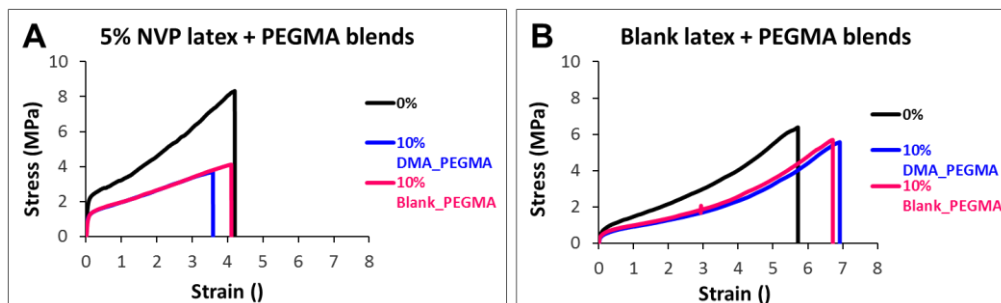 A
5% NVP latex + PEGMA blends
Stress (MPa)
10
8
6
4
2
0
0 1 2 3 4 5 6 7 8
Strain ()
0%
10%
DMA_PEGMA
10%
Blank_PEGMA
B
Blank latex + PEGMA blends
Stress (MPa)
10
8
6
4
2
0
0 1 2 3 4 5 6 7 8
Strain ()
0%
10%
DMA_PEGMA
10%
Blank_PEGMA